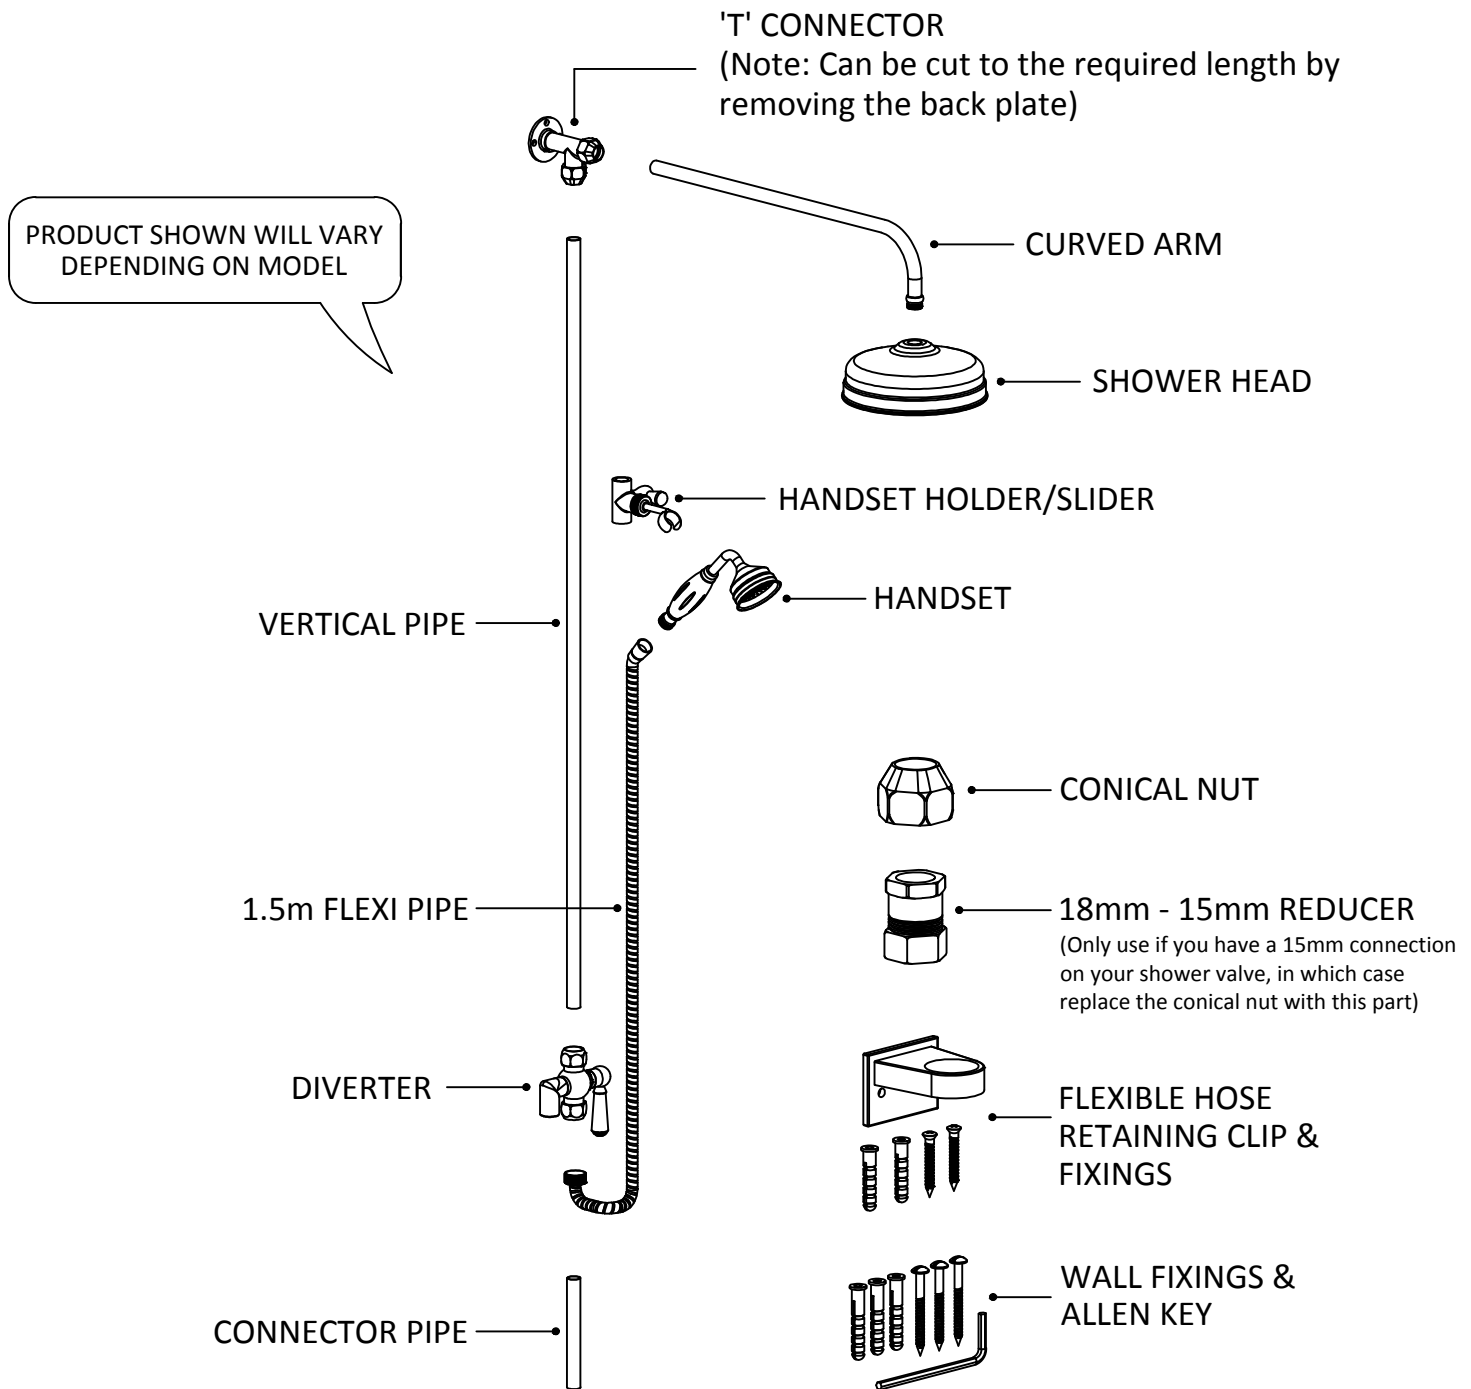 'T' CONNECTOR
(Note: Can be cut to the required length by
removing the back plate)
PRODUCT SHOWN WILL VARY
DEPENDING ON MODEL
CURVED ARM
SHOWER HEAD
HANDSET HOLDER/SLIDER
HANDSET
VERTICAL PIPE
CONICAL NUT
1.5m FLEXI PIPE
18mm - 15mm REDUCER
(Only use if you have a 15mm connection
on your shower valve, in which case
replace the conical nut with this part)
DIVERTER
FLEXIBLE HOSE
RETAINING CLIP &
FIXINGS
WALL FIXINGS &
ALLEN KEY
CONNECTOR PIPE